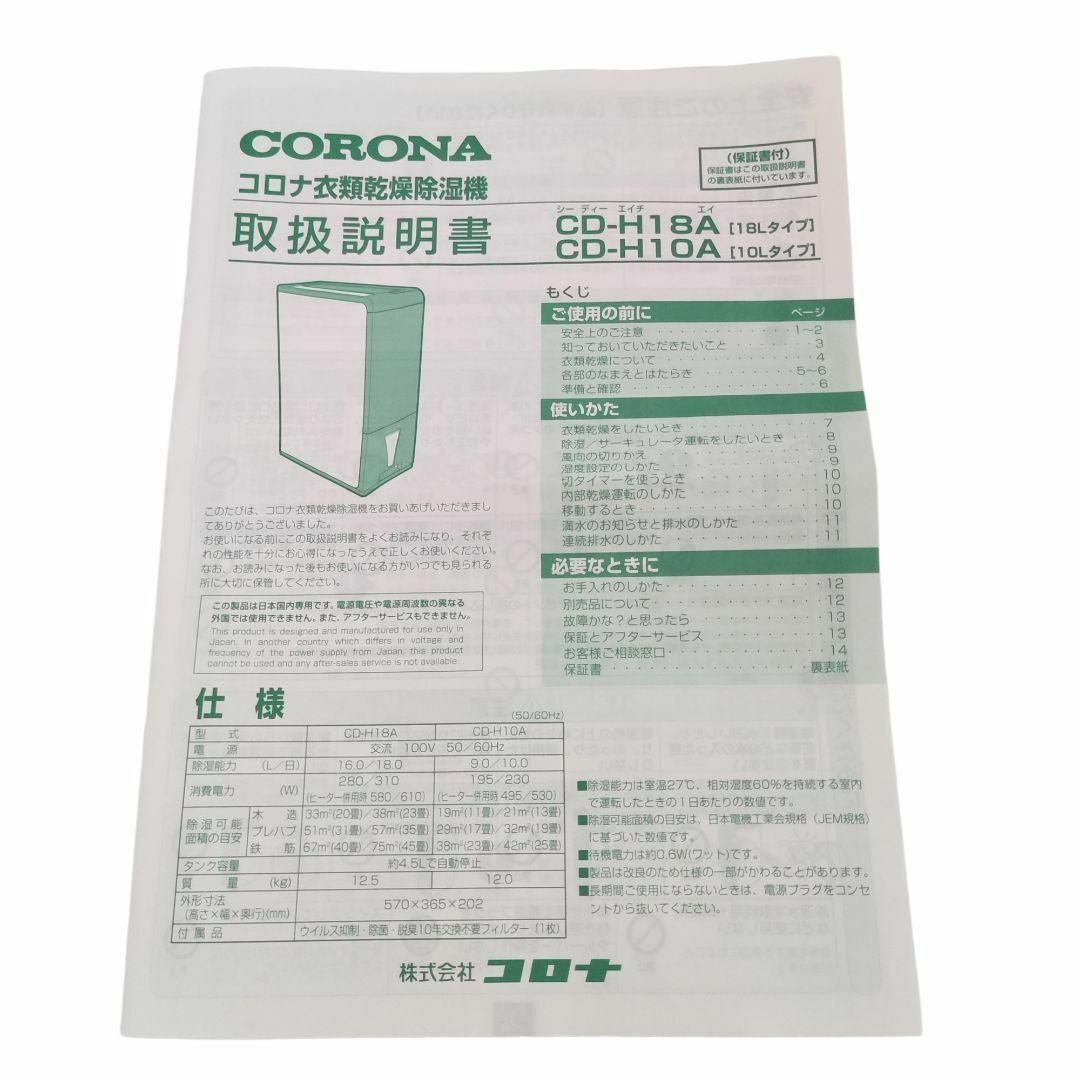 CORONA
コロナ衣類乾燥除湿機
取扱説明書
(保証書付)
保証書はこの取扱説明書
の裏表紙に付いています。
シー ディー エイチ エイ
CD-H18A [18Lタイプ]
CD-H10A [10Lタイプ]
もくじ
ご使用の前に ページ
安全上のご注意 ・・・・・・・・・・・・ 1〜2
知っておいていただきたいこと ・・・・・・・ 3
衣類乾燥について ・・・・・・・・・・・・ 4
各部のなまえとはたらき ・・・・・・・・ 5〜6
準備と確認 ・・・・・・・・・・・・・・・ 6
使いかた
衣類乾燥をしたいとき ・・・・・・・・・・ 7
除湿／サーキュレータ運転をしたいとき ・・・ 8
風向の切りかえ ・・・・・・・・・・・・・ 9
湿度設定のしかた ・・・・・・・・・・・・ 9
切タイマーを使うとき ・・・・・・・・・・ 10
内部乾燥運転のしかた ・・・・・・・・・・ 10
移動するとき ・・・・・・・・・・・・・・ 10
満水のお知らせと排水のしかた ・・・・・・ 11
連続排水のしかた ・・・・・・・・・・・・ 11
必要なときに
お手入れのしかた ・・・・・・・・・・・・ 12
別売品について ・・・・・・・・・・・・・ 12
故障かな？と思ったら ・・・・・・・・・・ 13
保証とアフターサービス ・・・・・・・・・ 13
お客様ご相談窓口 ・・・・・・・・・・・・ 14
保証書 ・・・・・・・・・・・・・・・ 裏表紙
このたびは、コロナ衣類乾燥除湿機をお買いあげいただきまし
てありがとうございました。
お使いになる前にこの取扱説明書をよくお読みになり、それぞ
れの性能を十分にお心得になったうえで正しくお使いください。
なお、お読みになった後もお使いになる方がいつでも見られる
所に大切に保管してください。
この製品は日本国内専用です。電源電圧や電源周波数の異なる
外国では使用できません。また、アフターサービスもできません。
This product is designed and manufactured for use only in
Japan. In another country which differs in voltage and
frequency of the power supply from Japan, this product
cannot be used and any after-sales service is not available.
仕様
(50/60Hz)
型式 CD-H18A CD-H10A
電源 交流 100V 50／60Hz
除湿能力 (L／日) 16.0／18.0 9.0／10.0
消費電力 (W) 280／310 195／230
(ヒーター併用時 580／610) (ヒーター併用時 495／530)
除湿可能面積の目安 木造 33m²(20畳)／38m²(23畳) 19m²(11畳)／21m²(13畳)
プレハブ 51m²(31畳)／57m²(35畳) 29m²(17畳)／32m²(19畳)
鉄筋 67m²(40畳)／75m²(45畳) 38m²(23畳)／42m²(25畳)
タンク容量 約4.5Lで自動停止
質量 (kg) 12.5 12.0
外形寸法
(高さ×幅×奥行)(mm) 570×365×202
付属品 ウイルス抑制・除菌・脱臭10年交換不要フィルター（1枚）
■除湿能力は室温27℃、相対湿度60％を持続する室内
で運転したときの1日あたりの数値です。
■除湿可能面積の目安は、日本電機工業会規格（JEM規格）
に基づいた数値です。
■待機電力は約0.6W(ワット)です。
■製品は改良のため仕様の一部がかわることがあります。
■長期間ご使用にならないときは、電源プラグをコンセ
ントから抜いてください。
株式会社 コロナ